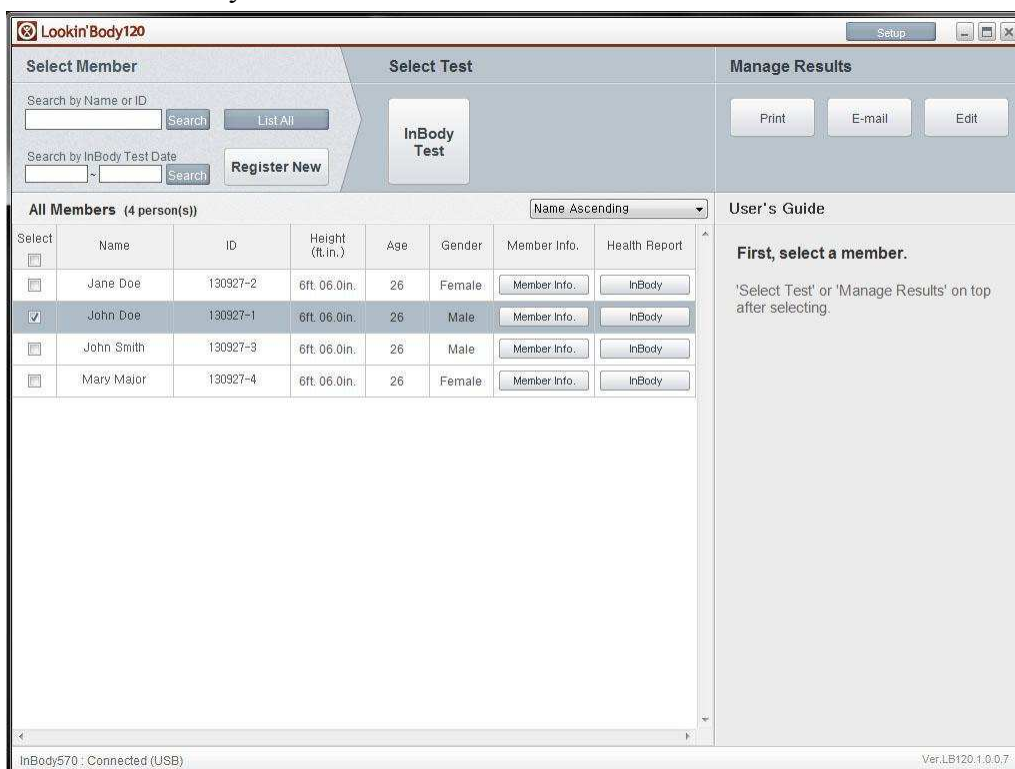 Lookin'Body120
Setup
Select Member
Select Test
Manage Results
Search by Name or ID
Search
List All
Search by InBody Test Date
~
Search
Register New
InBody
Test
Print
E-mail
Edit
All Members (4 person(s))
Name Ascending
User's Guide
Select
Name
ID
Height
(ft.in.)
Age
Gender
Member Info.
Health Report
Jane Doe 130927-2 6ft. 06.0in. 26 Female Member Info. InBody
John Doe 130927-1 6ft. 06.0in. 26 Male Member Info. InBody
John Smith 130927-3 6ft. 06.0in. 26 Male Member Info. InBody
Mary Major 130927-4 6ft. 06.0in. 26 Female Member Info. InBody
First, select a member.
'Select Test' or 'Manage Results' on top
after selecting.
InBody570 : Connected (USB)
Ver.LB120.1.0.0.7